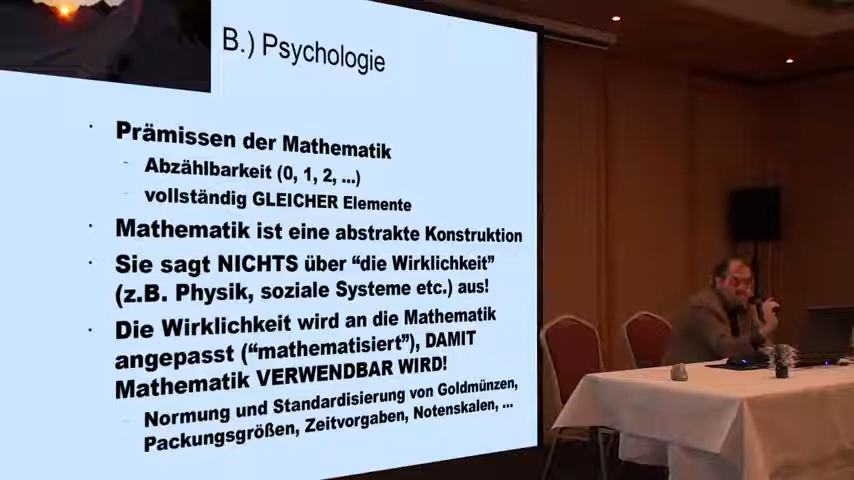 B.) Psychologie
Prämissen der Mathematik
Abzählbarkeit (0, 1, 2, ...)
vollständig GLEICHER Elemente
Mathematik ist eine abstrakte Konstruktion
Sie sagt NICHTS über “die Wirklichkeit”
(z.B. Physik, soziale Systeme etc.) aus!
Die Wirklichkeit wird an die Mathematik
angepasst (“mathematisiert”), DAMIT
Mathematik VERWENDBAR WIRD!
Normung und Standardisierung von Goldmünzen,
Packungsgrößen, Zeitvorgaben, Notenskalen, ...